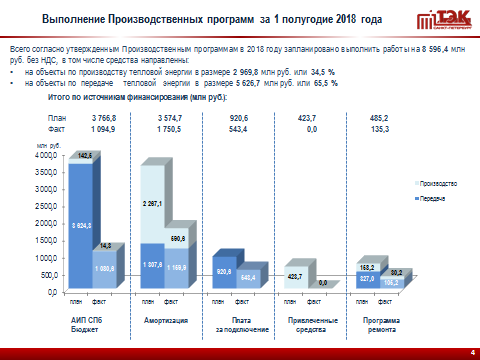 Выполнение Производственных программ за 1 полугодие 2018 года
ТЭК
САНКТ-ПЕТЕРБУРГ
Всего согласно утвержденным Производственным программам в 2018 году запланировано выполнить работы на 8 596,4 млн
руб. без НДС, в том числе средства направлены:
• на объекты по производству тепловой энергии в размере 2 969,8 млн руб. или 34,5 %
• на объекты по передаче тепловой энергии в размере 5 626,7 млн руб. или 65,5 %
Итого по источникам финансирования (млн руб.):
План 3 766,8 3 574,7 920,6 423,7 485,2
Факт 1 094,9 1 750,5 543,4 0,0 135,3
млн руб.
4 000,0
3 500,0
3 000,0
2 500,0
2 000,0
1 500,0
1 000,0
500,0
0,0
142,5
3 624,3
14,3
1 080,6
2 267,1
1 307,6
590,6
1 159,9
920,6
543,4
423,7
0,0
158,2
327,0
30,2
105,2
Производство
Передача
план факт план факт план факт план факт план факт
АИП СПб Амортизация Плата Привлеченные Программа
Бюджет за подключение средства ремонта
4